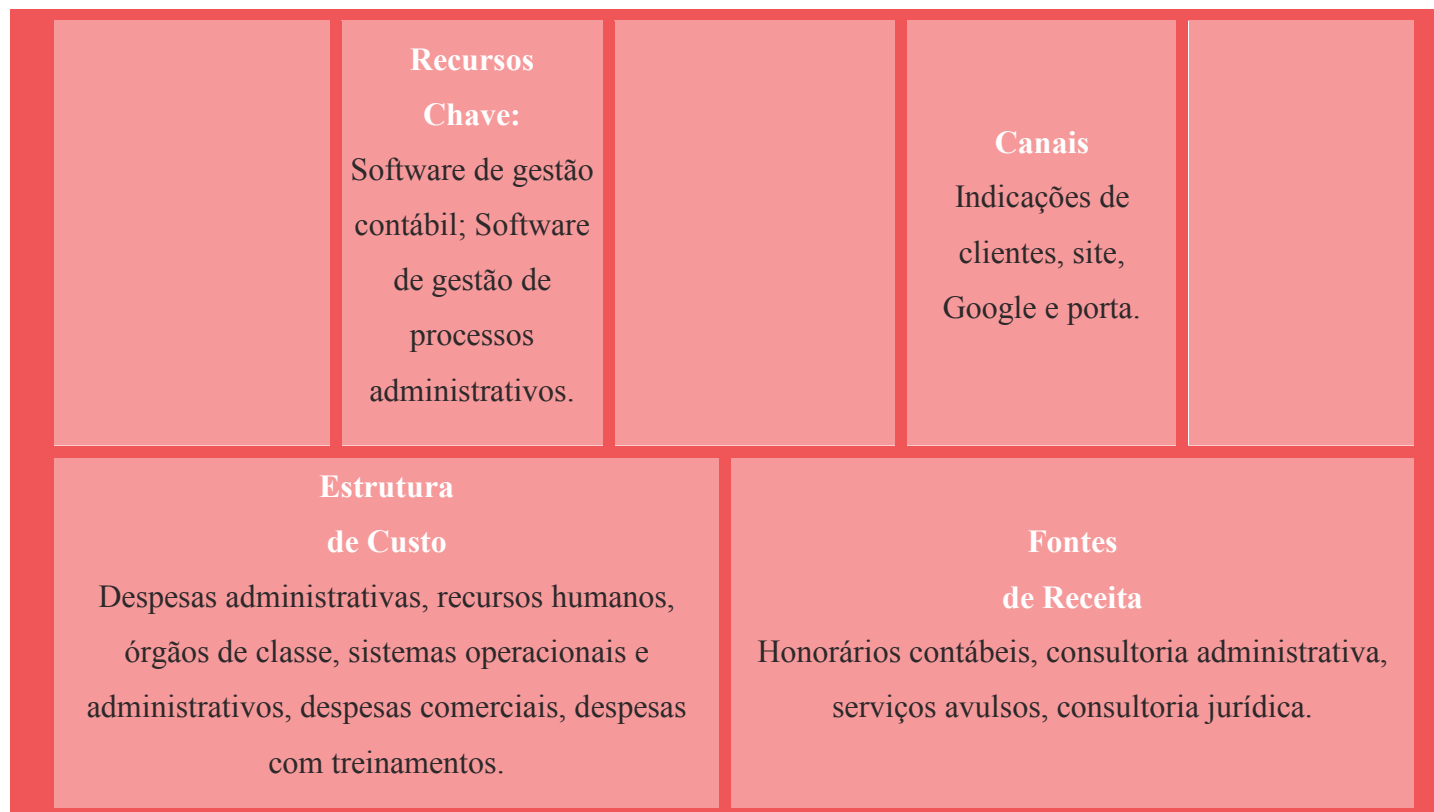 Recursos
Chave:
Software de gestão
contábil; Software
de gestão de
processos
administrativos.
Canais
Indicações de
clientes, site,
Google e porta.
Estrutura
de Custo
Despesas administrativas, recursos humanos,
órgãos de classe, sistemas operacionais e
administrativos, despesas comerciais, despesas
com treinamentos.
Fontes
de Receita
Honorários contábeis, consultoria administrativa,
serviços avulsos, consultoria jurídica.